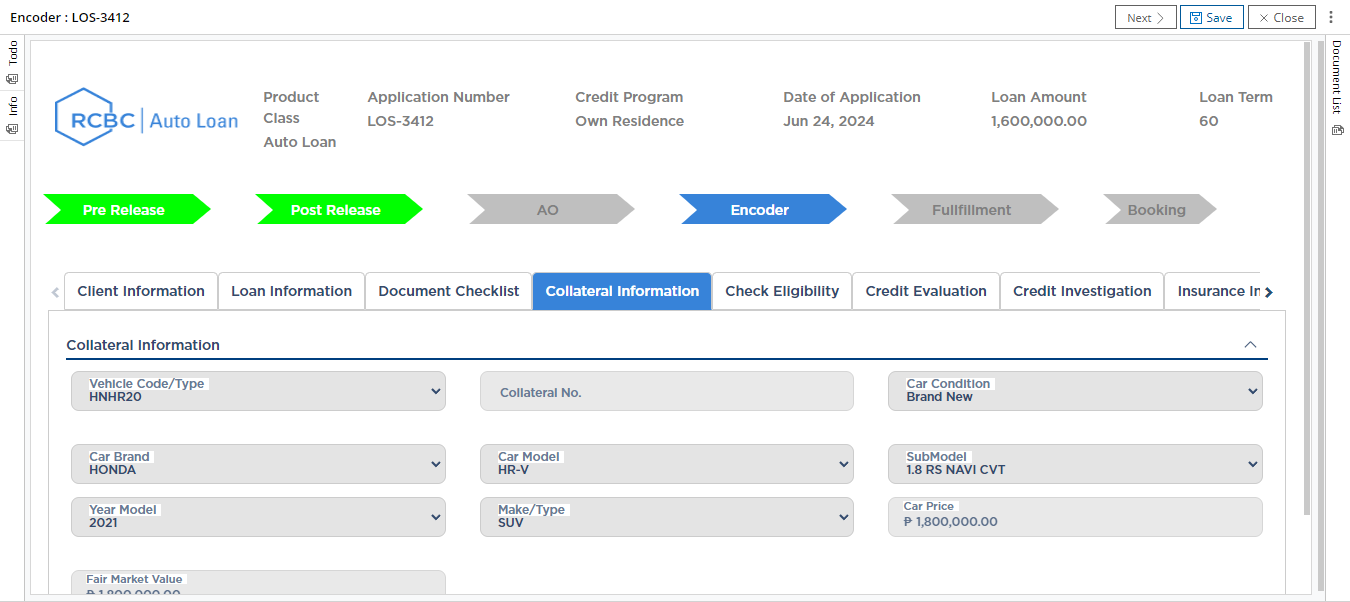 Encoder : LOS-3412
Next
Save
Close
Todo
Info
Document List
RCBC | Auto Loan
Product Class
Auto Loan
Application Number
LOS-3412
Credit Program
Own Residence
Date of Application
Jun 24, 2024
Loan Amount
1,600,000.00
Loan Term
60
Pre Release
Post Release
AO
Encoder
Fullfillment
Booking
Client Information
Loan Information
Document Checklist
Collateral Information
Check Eligibility
Credit Evaluation
Credit Investigation
Insurance In
Collateral Information
Vehicle Code/Type
HNHR20
Collateral No.
Car Condition
Brand New
Car Brand
HONDA
Car Model
HR-V
SubModel
1.8 RS NAVI CVT
Year Model
2021
Make/Type
SUV
Car Price
₱ 1,800,000.00
Fair Market Value
₱ 1,800,000.00